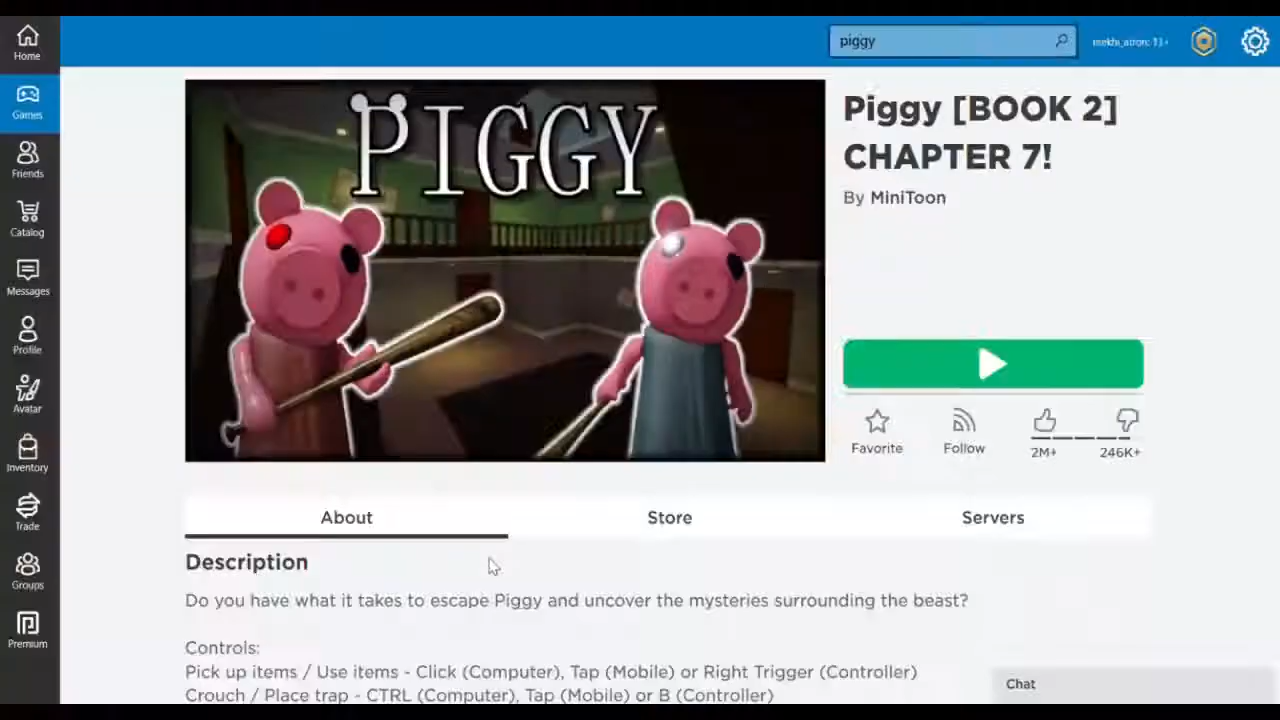 Home
Games
Friends
Catalog
Messages
Profile
Avatar
Inventory
Trade
Groups
Premium
piggy
PIGGY
Piggy [BOOK 2]
CHAPTER 7!
By MiniToon
Favorite
Follow
2M+
246K+
About
Store
Servers
Description
Do you have what it takes to escape Piggy and uncover the mysteries surrounding the beast?
Controls:
Pick up items / Use items - Click (Computer), Tap (Mobile) or Right Trigger (Controller)
Crouch / Place trap - CTRL (Computer), Tap (Mobile) or B (Controller)
Chat